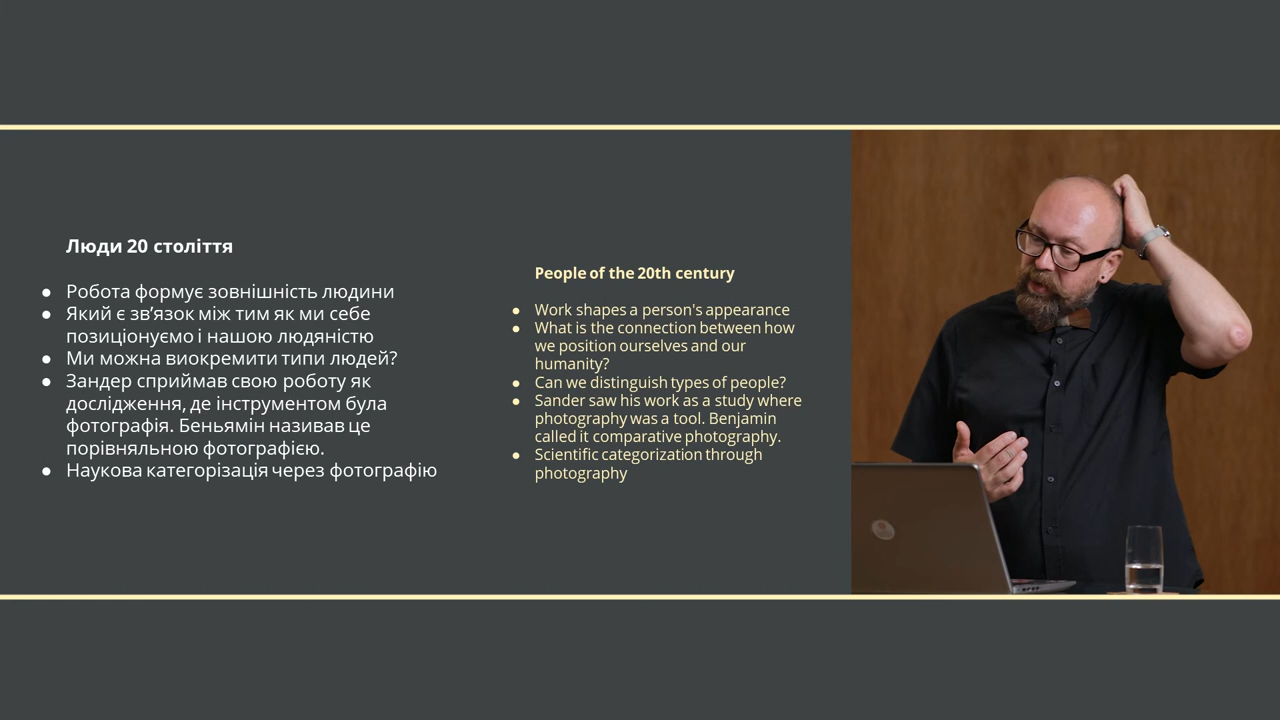 Люди 20 століття
● Робота формує зовнішність людини
● Який є зв’язок між тим як ми себе
позиціонуємо і нашою людяністю
● Ми можна виокремити типи людей?
● Зандер сприймав свою роботу як
дослідження, де інструментом була
фотографія. Беньямін називав це
порівняльною фотографією.
● Наукова категорізація через фотографію
People of the 20th century
● Work shapes a person's appearance
● What is the connection between how
we position ourselves and our
humanity?
● Can we distinguish types of people?
● Sander saw his work as a study where
photography was a tool. Benjamin
called it comparative photography.
● Scientific categorization through
photography